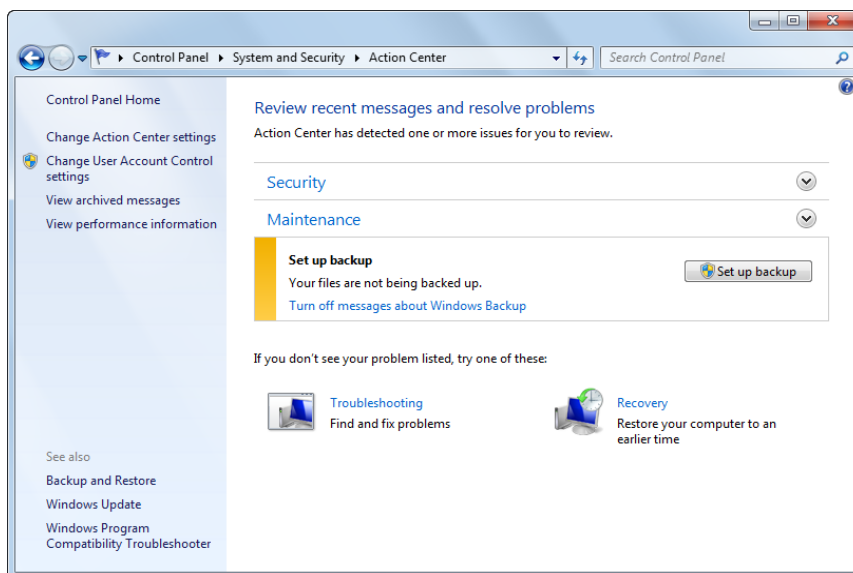 Control Panel System and Security Action Center
Search Control Panel
Control Panel Home
Change Action Center settings
Change User Account Control
settings
View archived messages
View performance information
Review recent messages and resolve problems
Action Center has detected one or more issues for you to review.
Security
Maintenance
Set up backup
Your files are not being backed up.
Turn off messages about Windows Backup
Set up backup
If you don't see your problem listed, try one of these:
Troubleshooting
Find and fix problems
Recovery
Restore your computer to an
earlier time
See also
Backup and Restore
Windows Update
Windows Program
Compatibility Troubleshooter